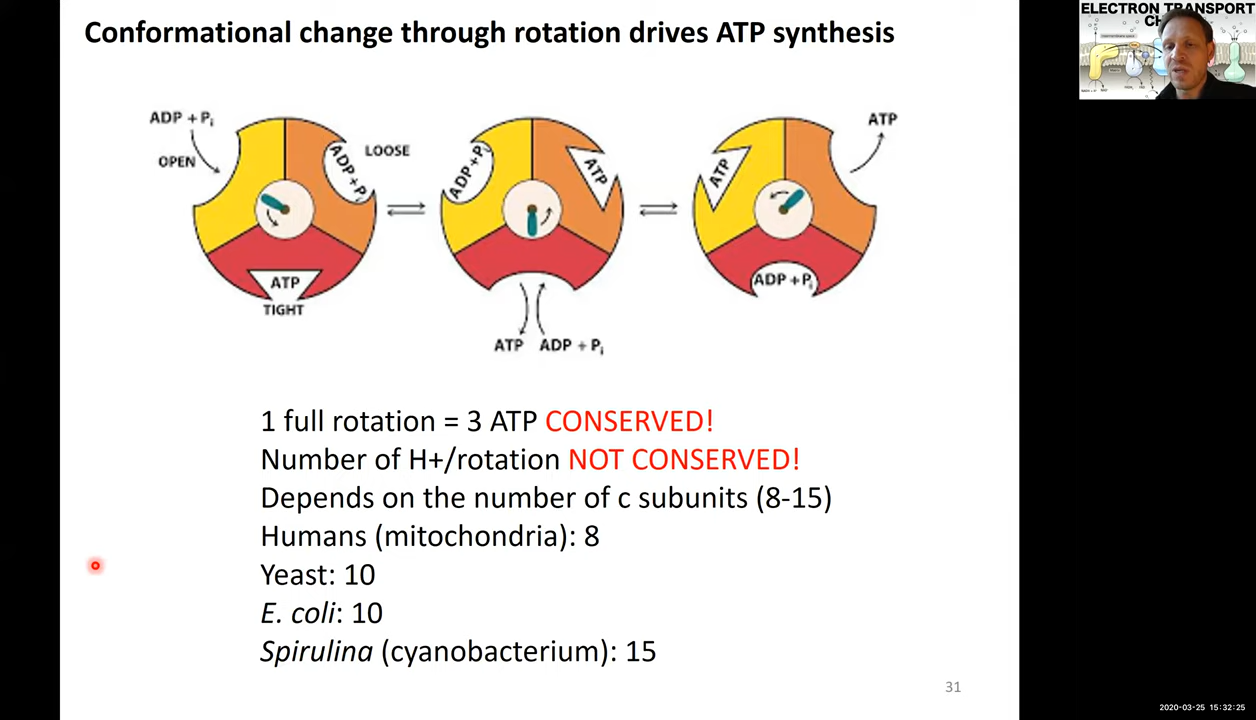 Conformational change through rotation drives ATP synthesis
ELECTRON TRANSPORT
CH
ADP + Pi
OPEN
ADP+Pi
LOOSE
ATP
TIGHT
ADP+Pi
ATP
ATP
ADP + Pi
ATP
ATP
ADP+Pi
1 full rotation = 3 ATP CONSERVED!
Number of H+/rotation NOT CONSERVED!
Depends on the number of c subunits (8-15)
Humans (mitochondria): 8
Yeast: 10
E. coli: 10
Spirulina (cyanobacterium): 15
31
2020-03-25 15:32:25